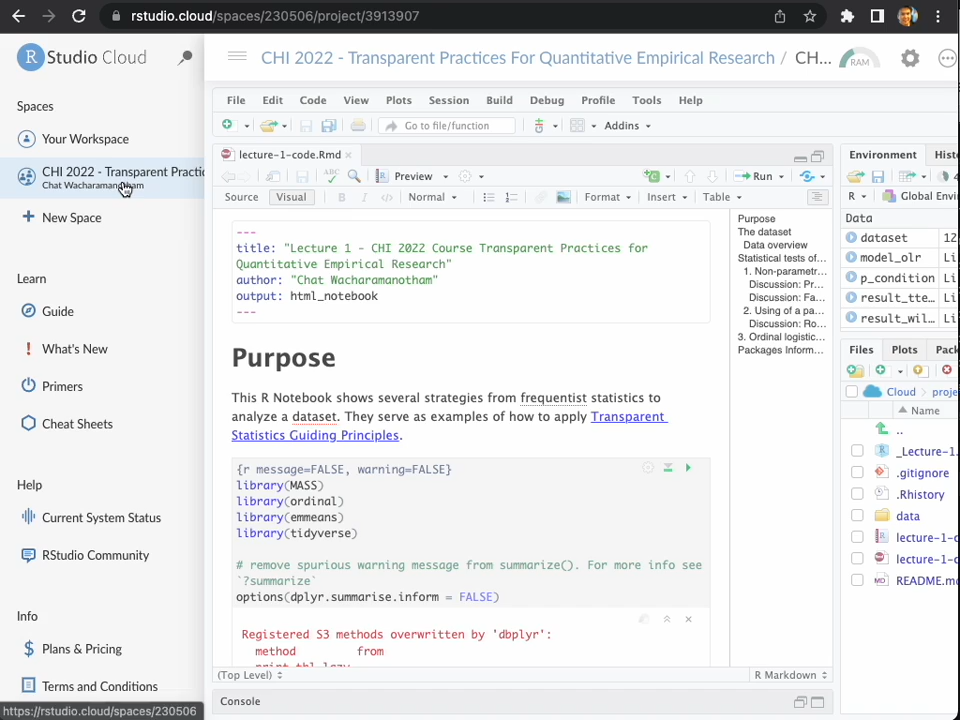 rstudio.cloud/spaces/230506/project/3913907
R Studio Cloud
CHI 2022 - Transparent Practices For Quantitative Empirical Research / CH...
RAM
Spaces
Your Workspace
CHI 2022 - Transparent Practic
Chat Wacharamanotham
New Space
Learn
Guide
What's New
Primers
Cheat Sheets
Help
Current System Status
RStudio Community
Info
Plans & Pricing
Terms and Conditions
https://rstudio.cloud/spaces/230506
File Edit Code View Plots Session Build Debug Profile Tools Help
Go to file/function
Addins
lecture-1-code.Rmd
ABC
Preview
Run
Source Visual B I </> Normal Format Insert Table
---
title: "Lecture 1 - CHI 2022 Course Transparent Practices for
Quantitative Empirical Research"
author: "Chat Wacharamanotham"
output: html_notebook
---
Purpose
This R Notebook shows several strategies from frequentist statistics to
analyze a dataset. They serve as examples of how to apply Transparent
Statistics Guiding Principles.
{r message=FALSE, warning=FALSE}
library(MASS)
library(ordinal)
library(emmeans)
library(tidyverse)
# remove spurious warning message from summarize(). For more info see
`?summarize`
options(dplyr.summarise.inform = FALSE)
Registered S3 methods overwritten by 'dbplyr':
method from
print.tbl_lazy
(Top Level)
R Markdown
Console
Purpose
The dataset
Data overview
Statistical tests of...
1. Non-parametr...
Discussion: Pr...
Discussion: Fa...
2. Using of a pa...
Discussion: Ro...
3. Ordinal logistic...
Packages Inform...
Environment Histo
R Global Envi
Data
dataset 12
model_olr Li
p_condition Li
result_tte... Li
result_wil... Li
Files Plots Pack
Cloud proje
Name
..
_Lecture-1.
.gitignore
.Rhistory
data
lecture-1-c
lecture-1-c
README.md